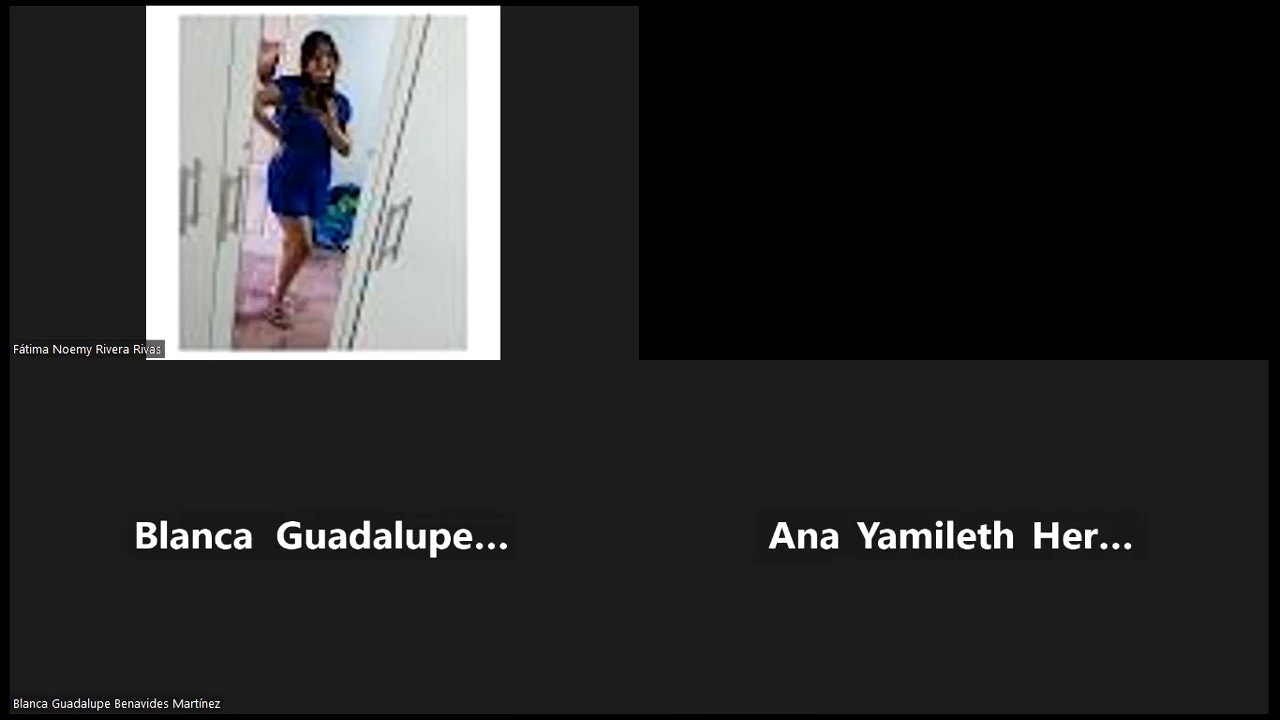 Fátima Noemy Rivera Rivas
Blanca Guadalupe...
Ana Yamileth Her...
Blanca Guadalupe Benavides Martínez